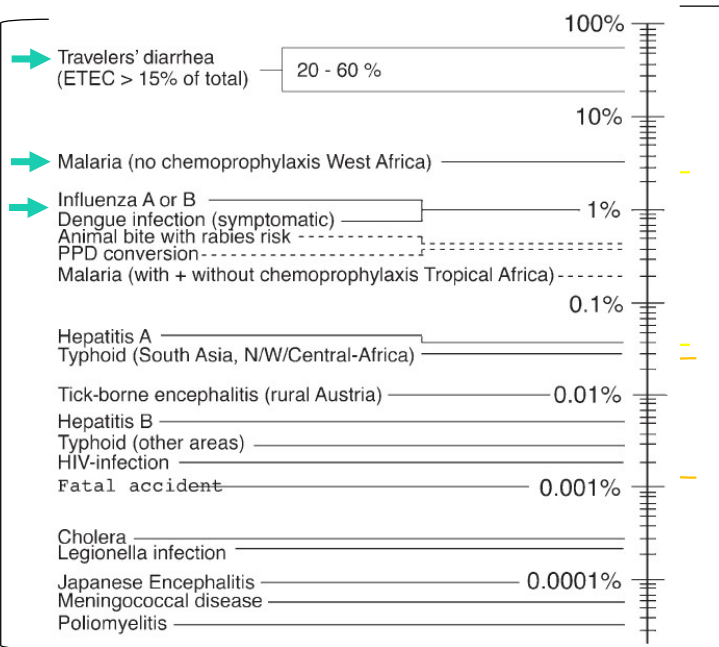 100%
Travelers’ diarrhea
(ETEC > 15% of total)
20 - 60 %
10%
Malaria (no chemoprophylaxis West Africa)
Influenza A or B
1%
Dengue infection (symptomatic)
Animal bite with rabies risk
PPD conversion
Malaria (with + without chemoprophylaxis Tropical Africa)
0.1%
Hepatitis A
Typhoid (South Asia, N/W/Central-Africa)
Tick-borne encephalitis (rural Austria)
0.01%
Hepatitis B
Typhoid (other areas)
HIV-infection
Fatal accident
0.001%
Cholera
Legionella infection
Japanese Encephalitis
0.0001%
Meningococcal disease
Poliomyelitis